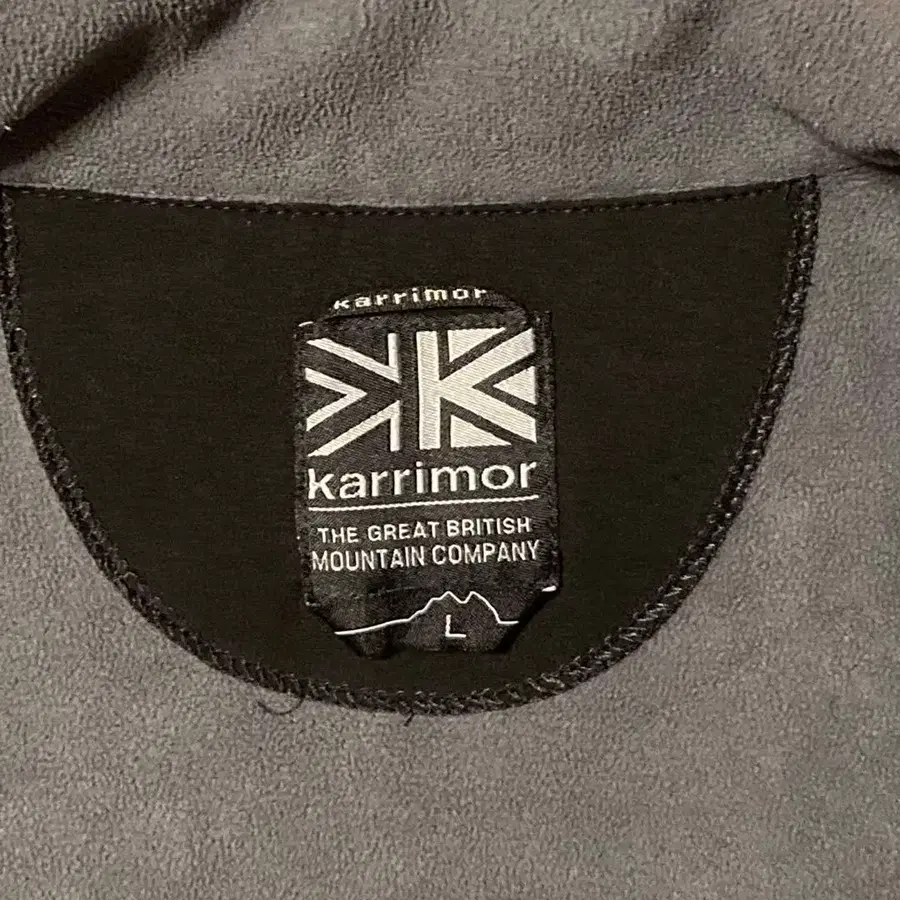 karrimor
karrimor
THE GREAT BRITISH
MOUNTAIN COMPANY
L